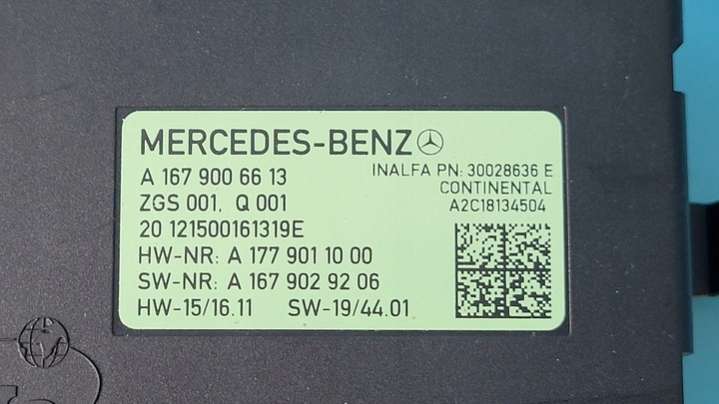 MERCEDES-BENZ
A 167 900 66 13
INALFA PN: 30028636 E
CONTINENTAL
A2C18134504
ZGS 001, Q 001
20 121500161319E
HW-NR: A 177 901 10 00
SW-NR: A 167 902 92 06
HW-15/16.11 SW-19/44.01